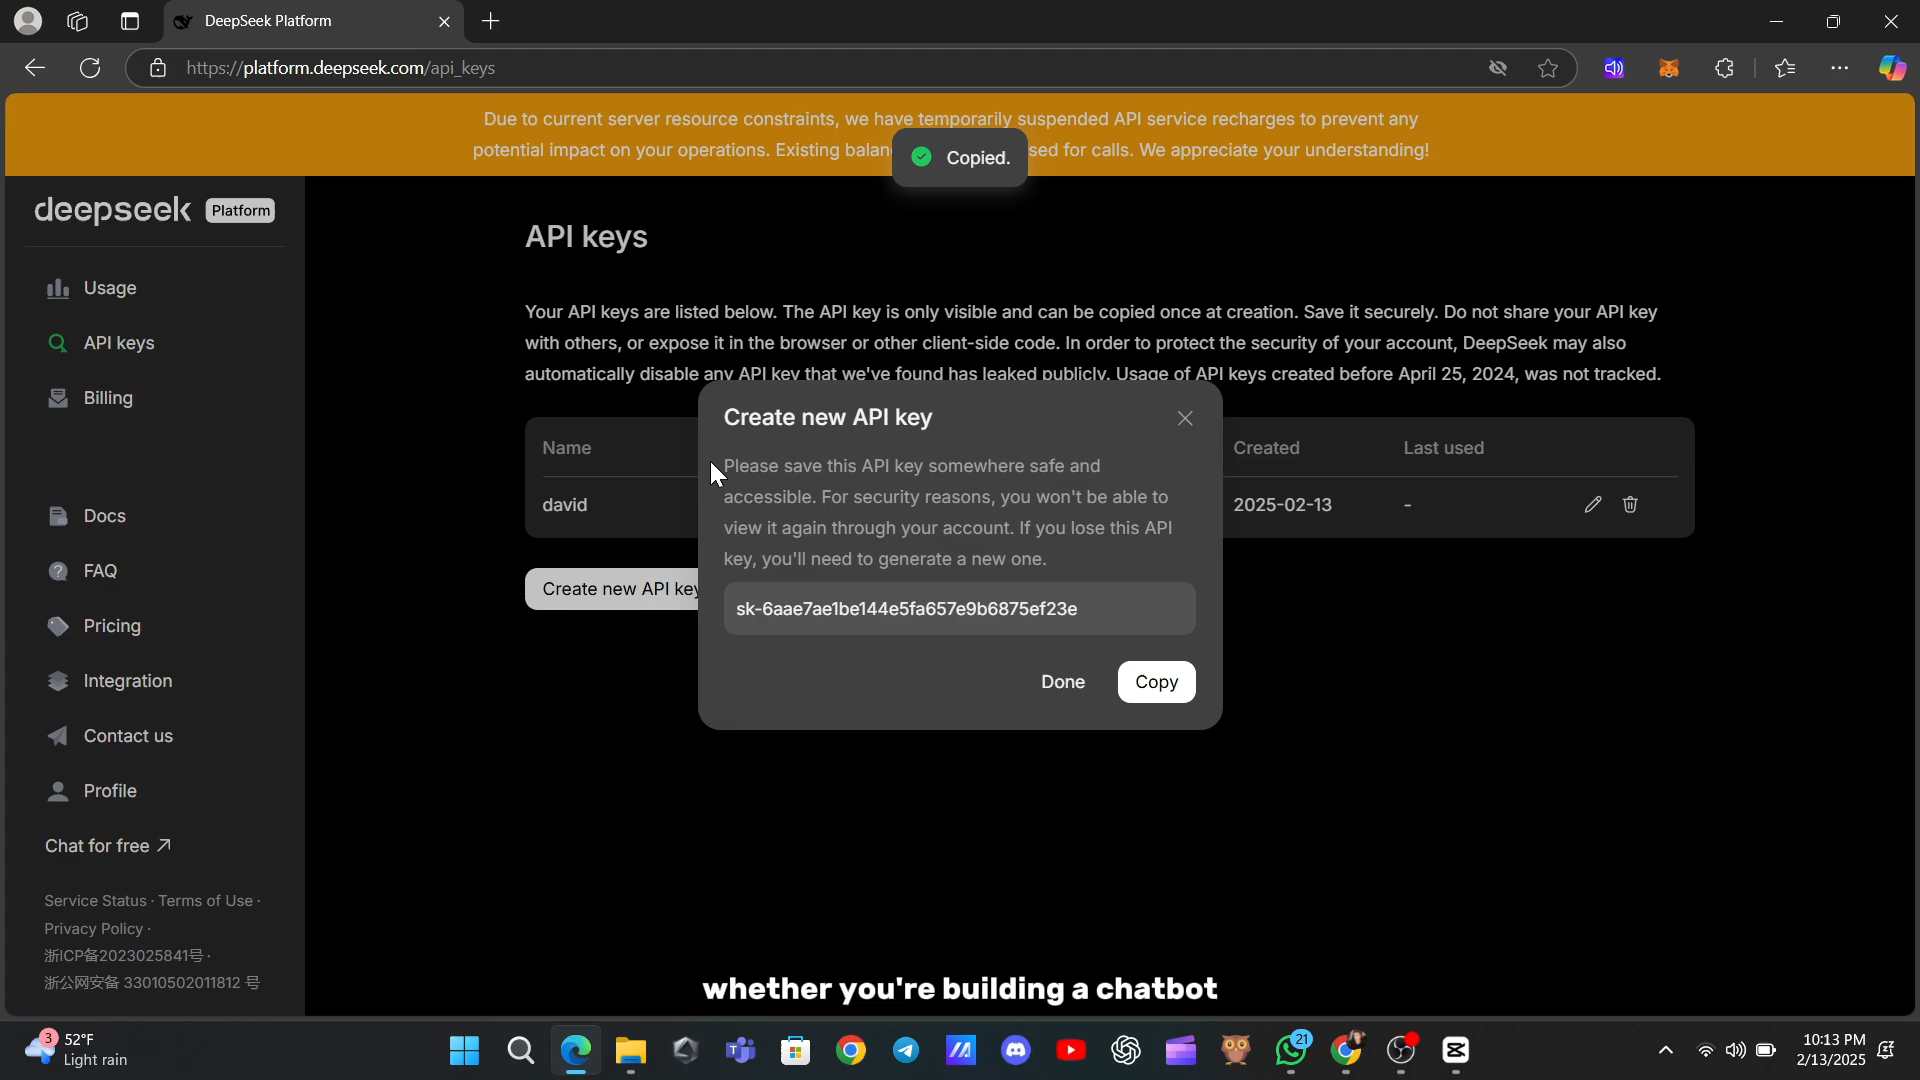 DeepSeek Platform
https://platform.deepseek.com/api_keys
Due to current server resource constraints, we have temporarily suspended API service recharges to prevent any
potential impact on your operations. Existing balan sed for calls. We appreciate your understanding!
Copied.
deepseek Platform
Usage
API keys
Billing
Docs
FAQ
Pricing
Integration
Contact us
Profile
Chat for free
Service Status · Terms of Use ·
Privacy Policy ·
浙ICP备2023025841号 ·
浙公网安备 33010502011812 号
API keys
Your API keys are listed below. The API key is only visible and can be copied once at creation. Save it securely. Do not share your API key
with others, or expose it in the browser or other client-side code. In order to protect the security of your account, DeepSeek may also
automatically disable any API key that we've found has leaked publicly. Usage of API keys created before April 25, 2024, was not tracked.
Name Created Last used
david 2025-02-13 -
Create new API key
Create new API key
Please save this API key somewhere safe and
accessible. For security reasons, you won't be able to
view it again through your account. If you lose this API
key, you'll need to generate a new one.
sk-6aae7ae1be144e5fa657e9b6875ef23e
Done Copy
whether you're building a chatbot
3
52°F
Light rain
21
10:13 PM
2/13/2025